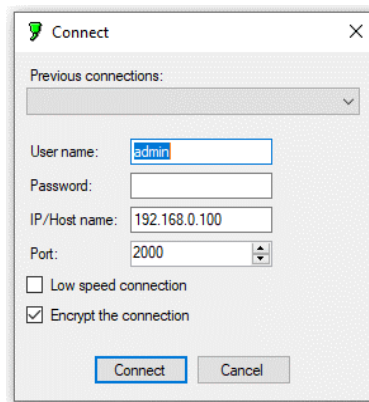 Connect
Previous connections:
User name: admin
Password:
IP/Host name: 192.168.0.100
Port: 2000
Low speed connection
Encrypt the connection
Connect Cancel